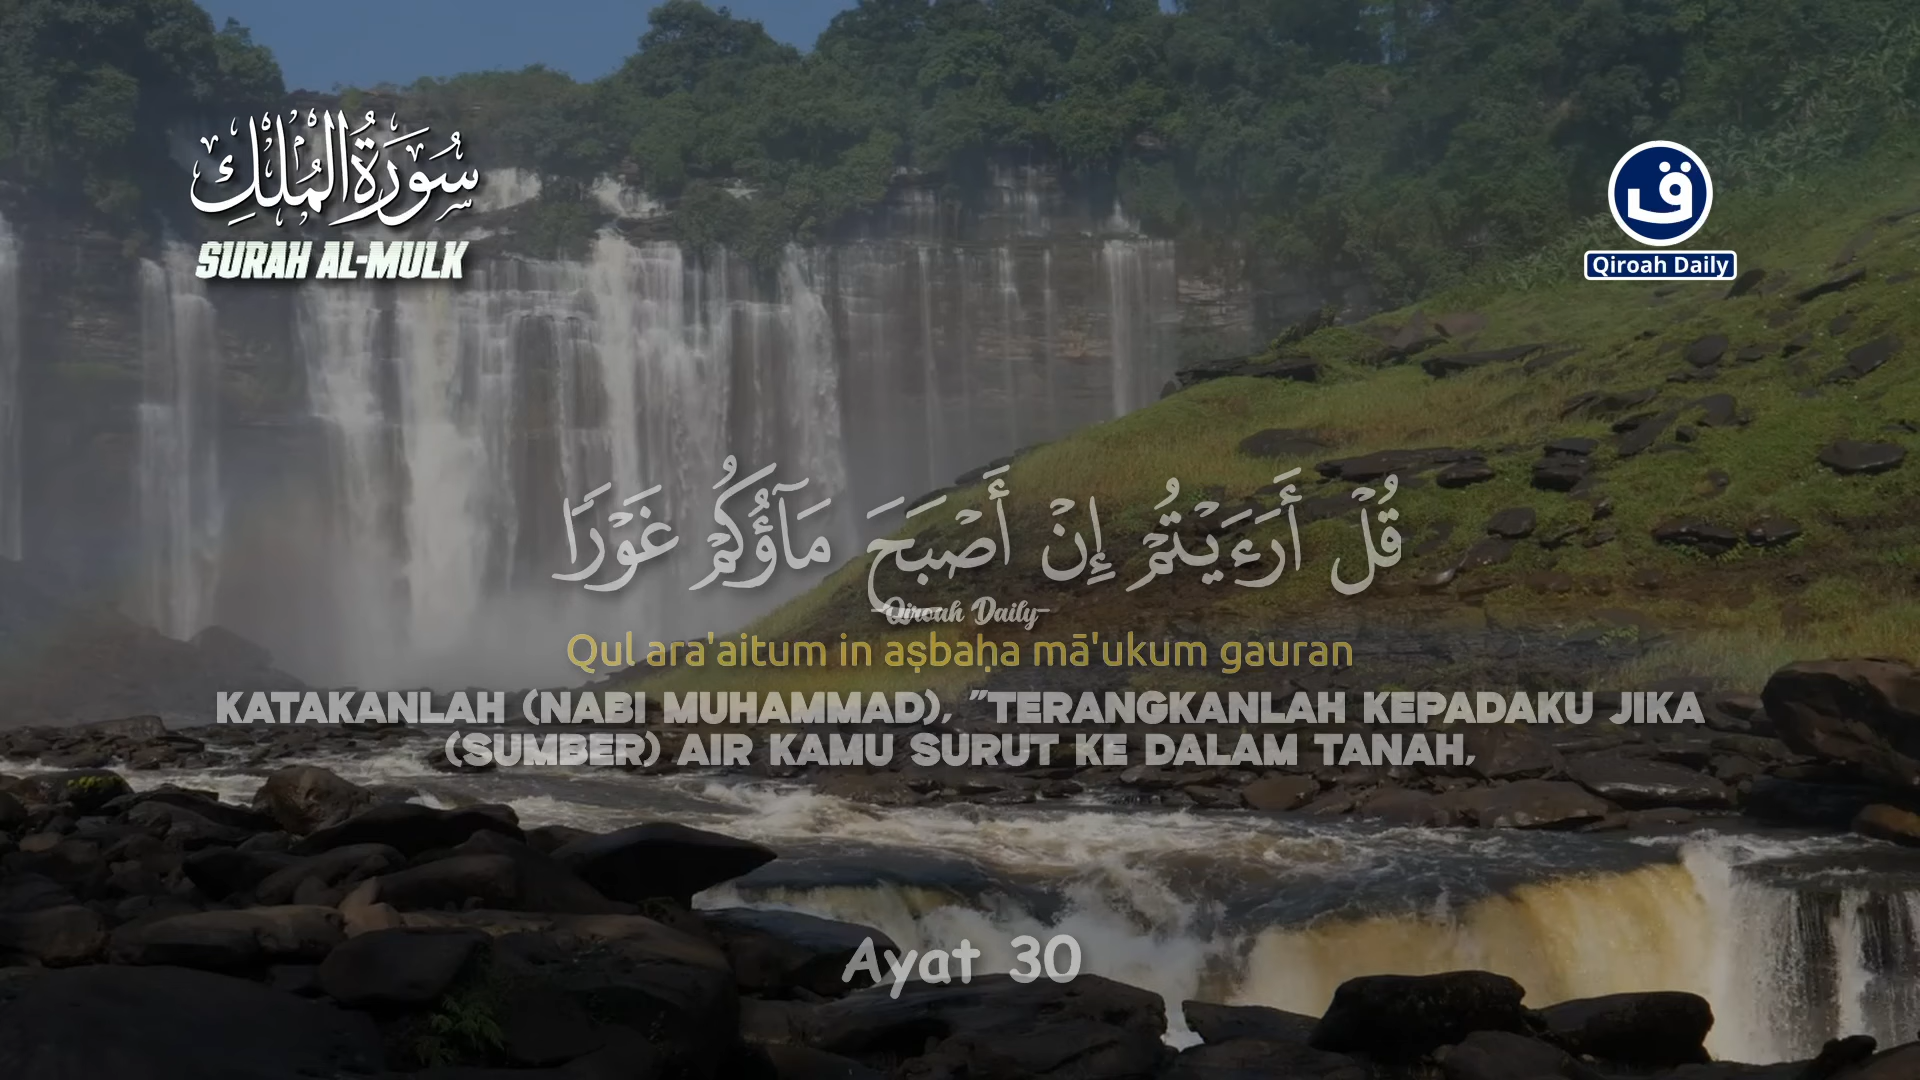 سُورَةُ الْمُلْكِ
SURAH AL-MULK
ق
Qiroah Daily
قُلْ أَرَءَيْتُمْ إِنْ أَصْبَحَ مَآؤُكُمْ غَوْرًا
-Qiroah Daily-
Qul ara'aitum in aṣbaḥa mā'ukum gauran
KATAKANLAH (NABI MUHAMMAD), "TERANGKANLAH KEPADAKU JIKA
(SUMBER) AIR KAMU SURUT KE DALAM TANAH,
Ayat 30